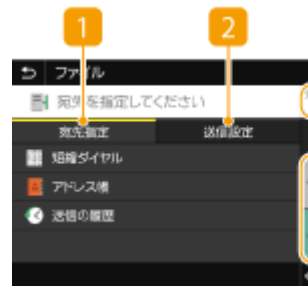 1 2
ファイル
宛先を指定してください
宛先指定 送信設定
短縮ダイヤル
アドレス帳
送信の履歴